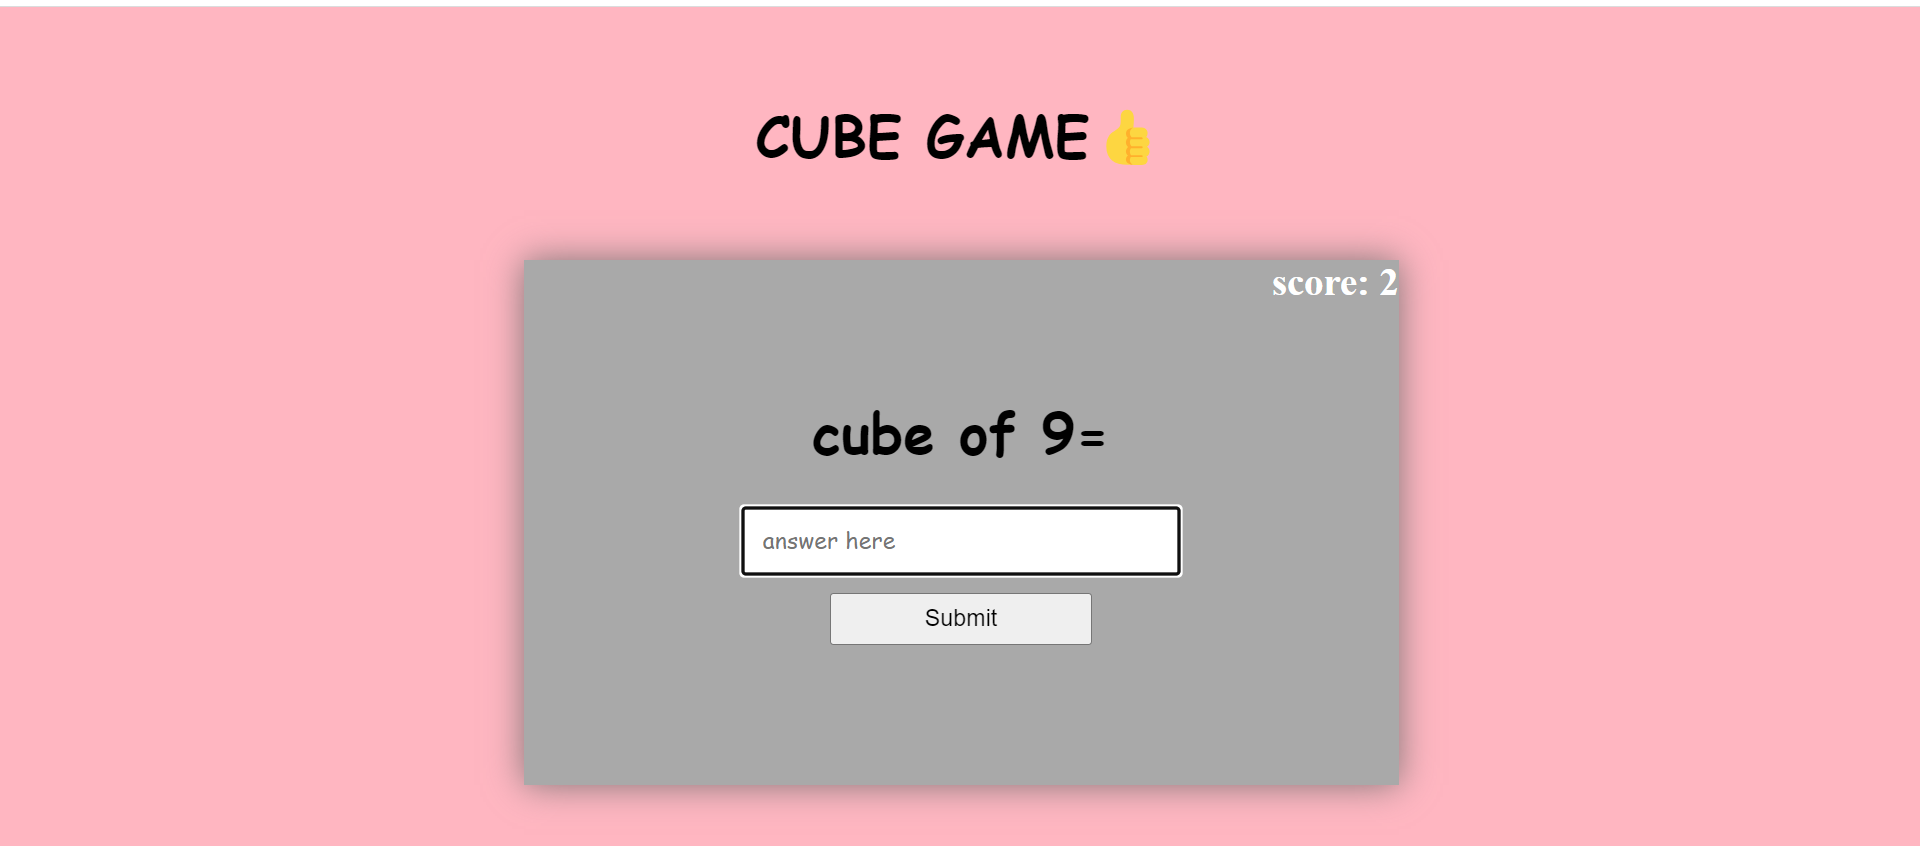 CUBE GAME👍
score: 2
cube of 9=
answer here
Submit